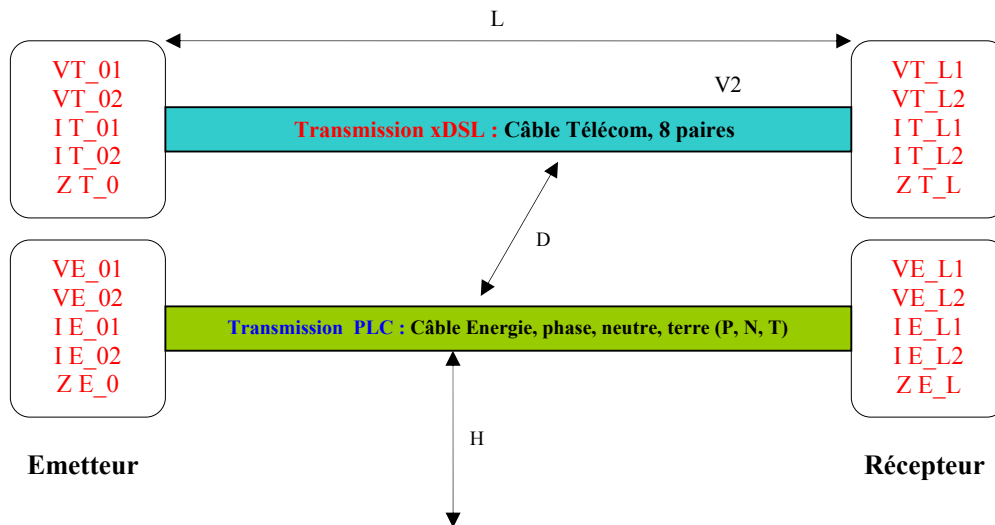 L
VT_01
VT_02
I T_01
I T_02
Z T_0
V2
Transmission xDSL : Câble Télécom, 8 paires
VT_L1
VT_L2
I T_L1
I T_L2
Z T_L
D
VE_01
VE_02
I E_01
I E_02
Z E_0
Transmission PLC : Câble Energie, phase, neutre, terre (P, N, T)
VE_L1
VE_L2
I E_L1
I E_L2
Z E_L
H
Emetteur
Récepteur